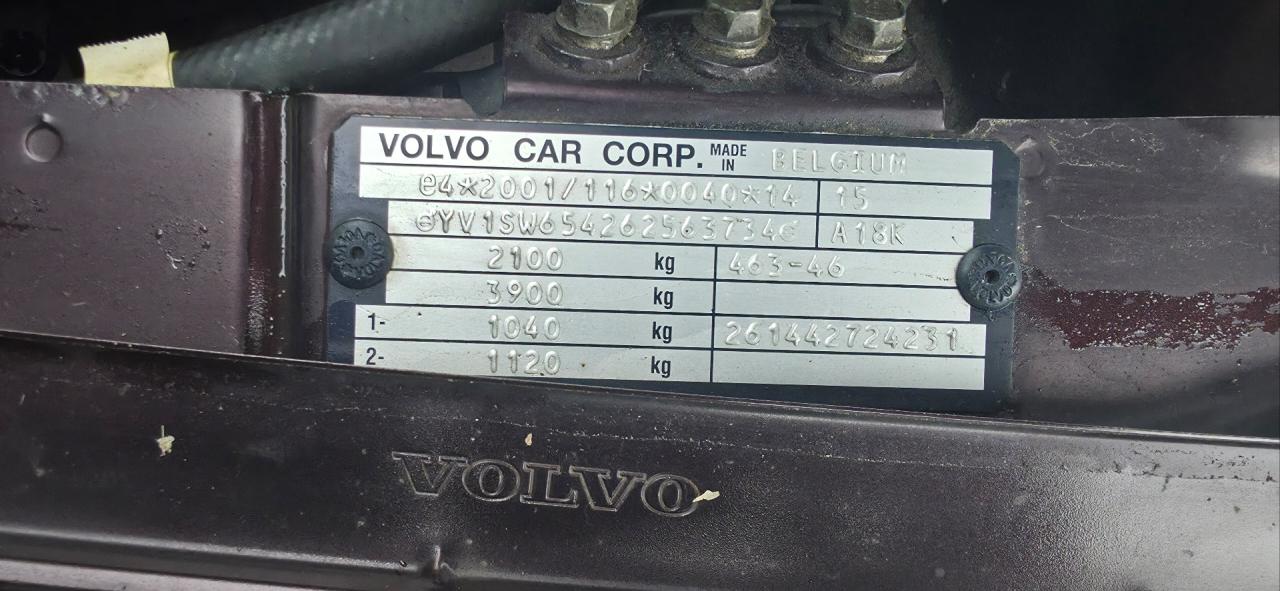 VOLVO CAR CORP. MADE IN BELGIUM
e4*2001/116*0040*14 15
YV1SW654262563734 A18K
2100 kg 463-46
3900 kg
1- 1040 kg 261442724231
2- 1120 kg
VOLVO